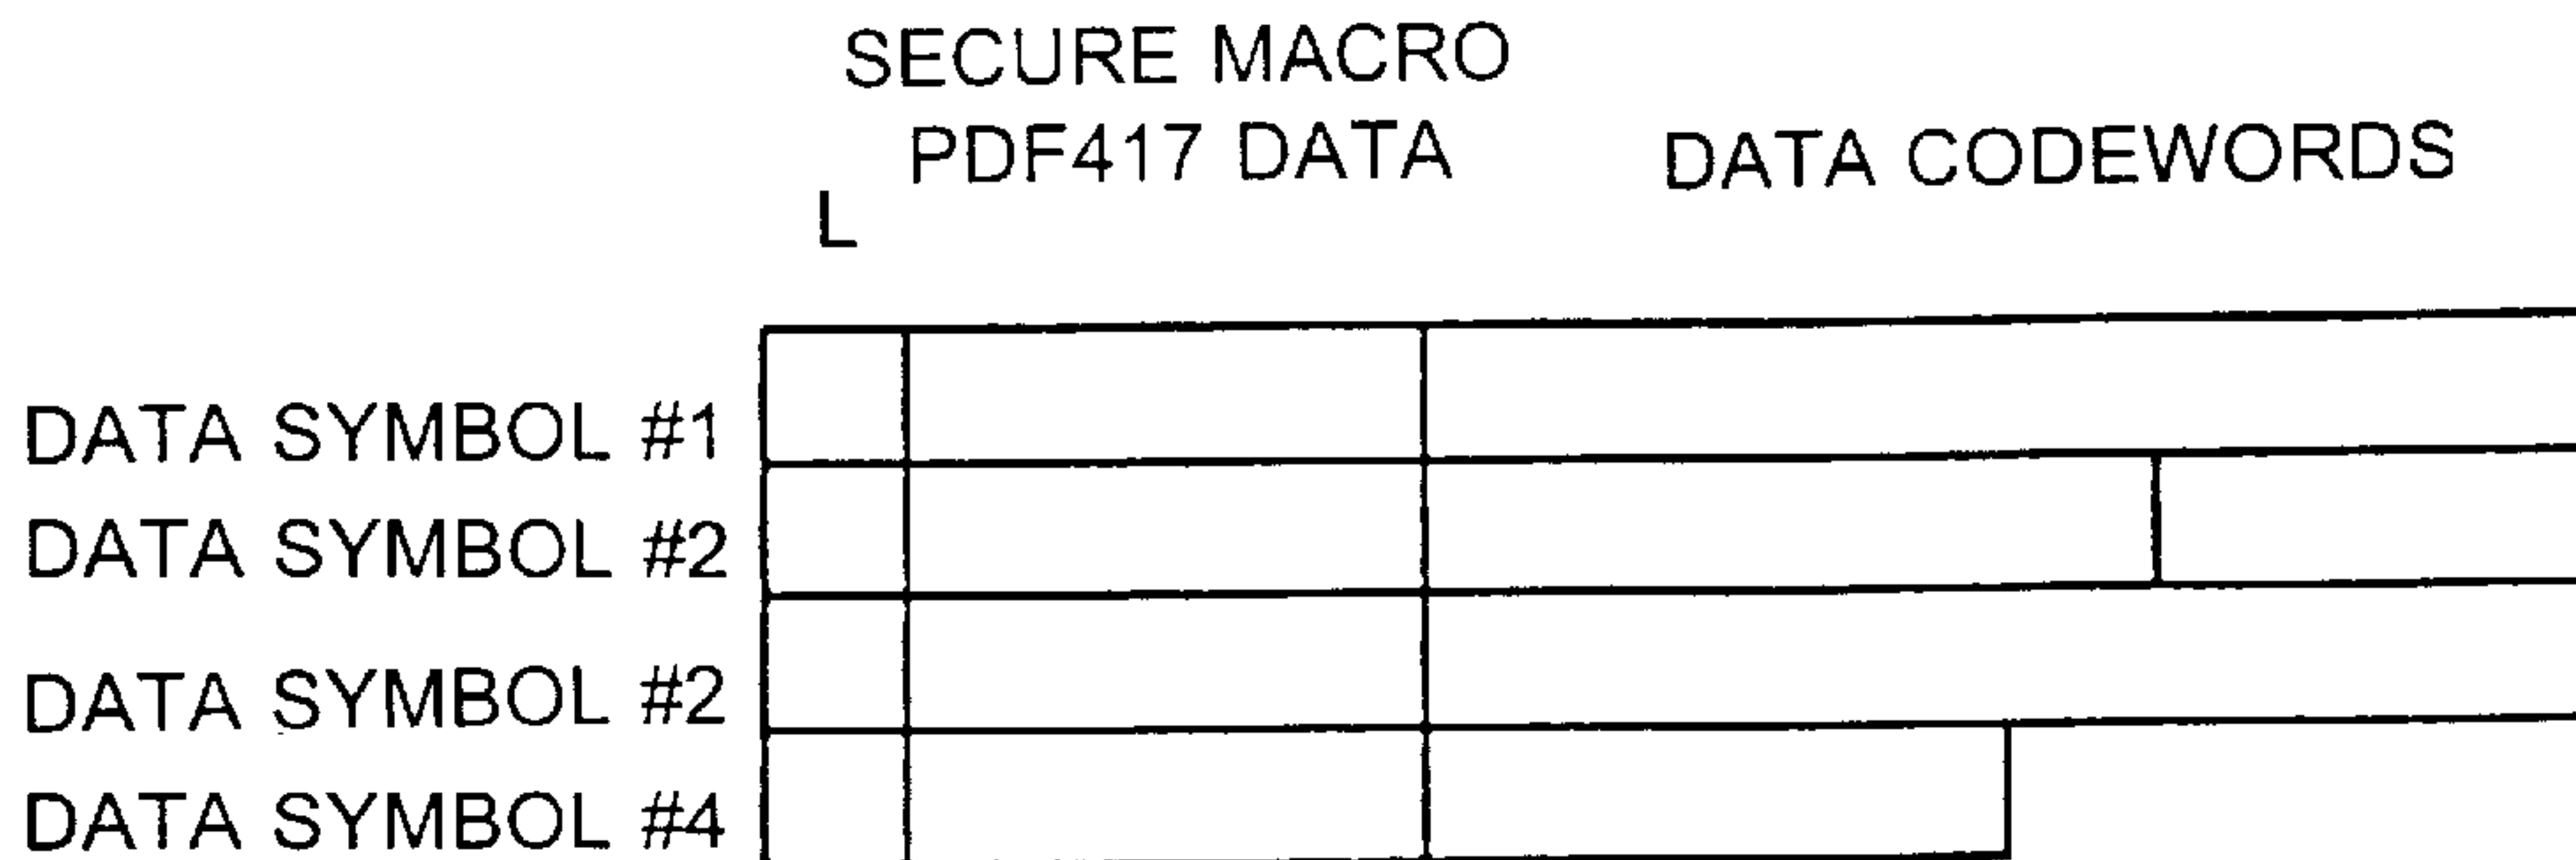 SECURE MACRO
PDF417 DATA
DATA CODEWORDS
L
DATA SYMBOL #1
DATA SYMBOL #2
DATA SYMBOL #2
DATA SYMBOL #4